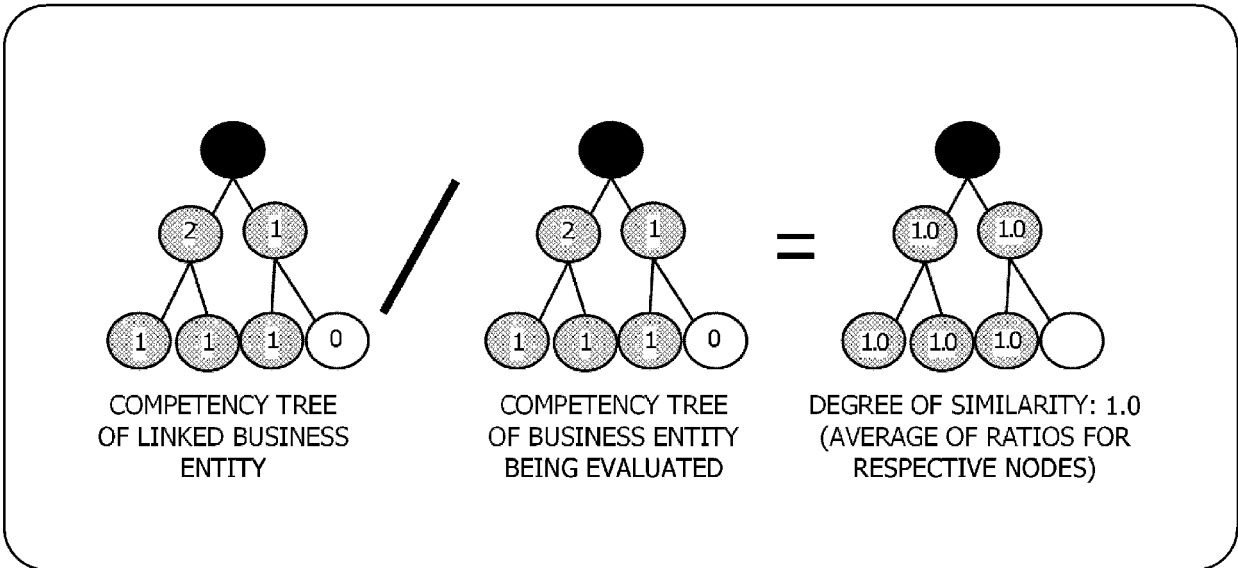 2 1 / 2 1 = 1.0 1.0
1 1 1 0 1 1 1 0 1.0 1.0 1.0
COMPETENCY TREE
OF LINKED BUSINESS
ENTITY
COMPETENCY TREE
OF BUSINESS ENTITY
BEING EVALUATED
DEGREE OF SIMILARITY: 1.0
(AVERAGE OF RATIOS FOR
RESPECTIVE NODES)